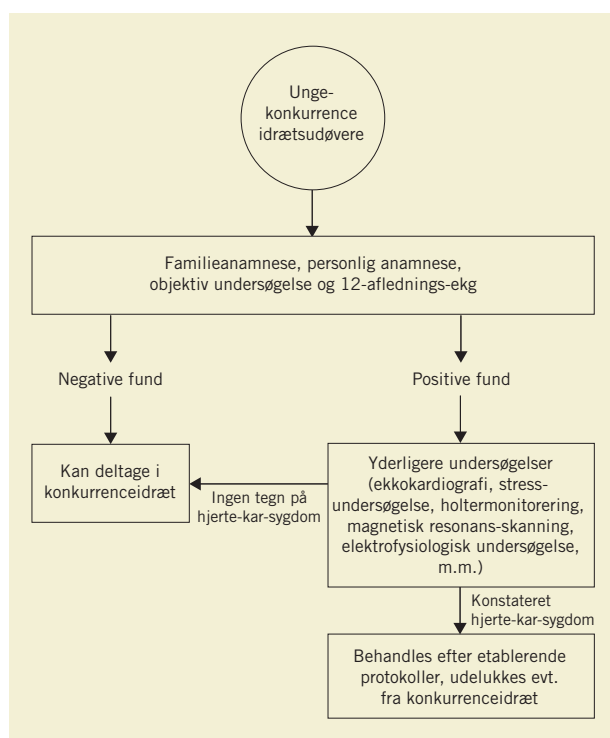 Unge-
konkurrence
idrætsudøvere
Familieanamnese, personlig anamnese,
objektiv undersøgelse og 12-aflednings-ekg
Negative fund
Positive fund
Kan deltage i
konkurrenceidræt
Ingen tegn på
hjerte-kar-sygdom
Yderligere undersøgelser
(ekkokardiografi, stress-
undersøgelse, holtermonitorering,
magnetisk resonans-skanning,
elektrofysiologisk undersøgelse,
m.m.)
Konstateret
hjerte-kar-sygdom
Behandles efter etablerende
protokoller, udelukkes evt.
fra konkurrenceidræt